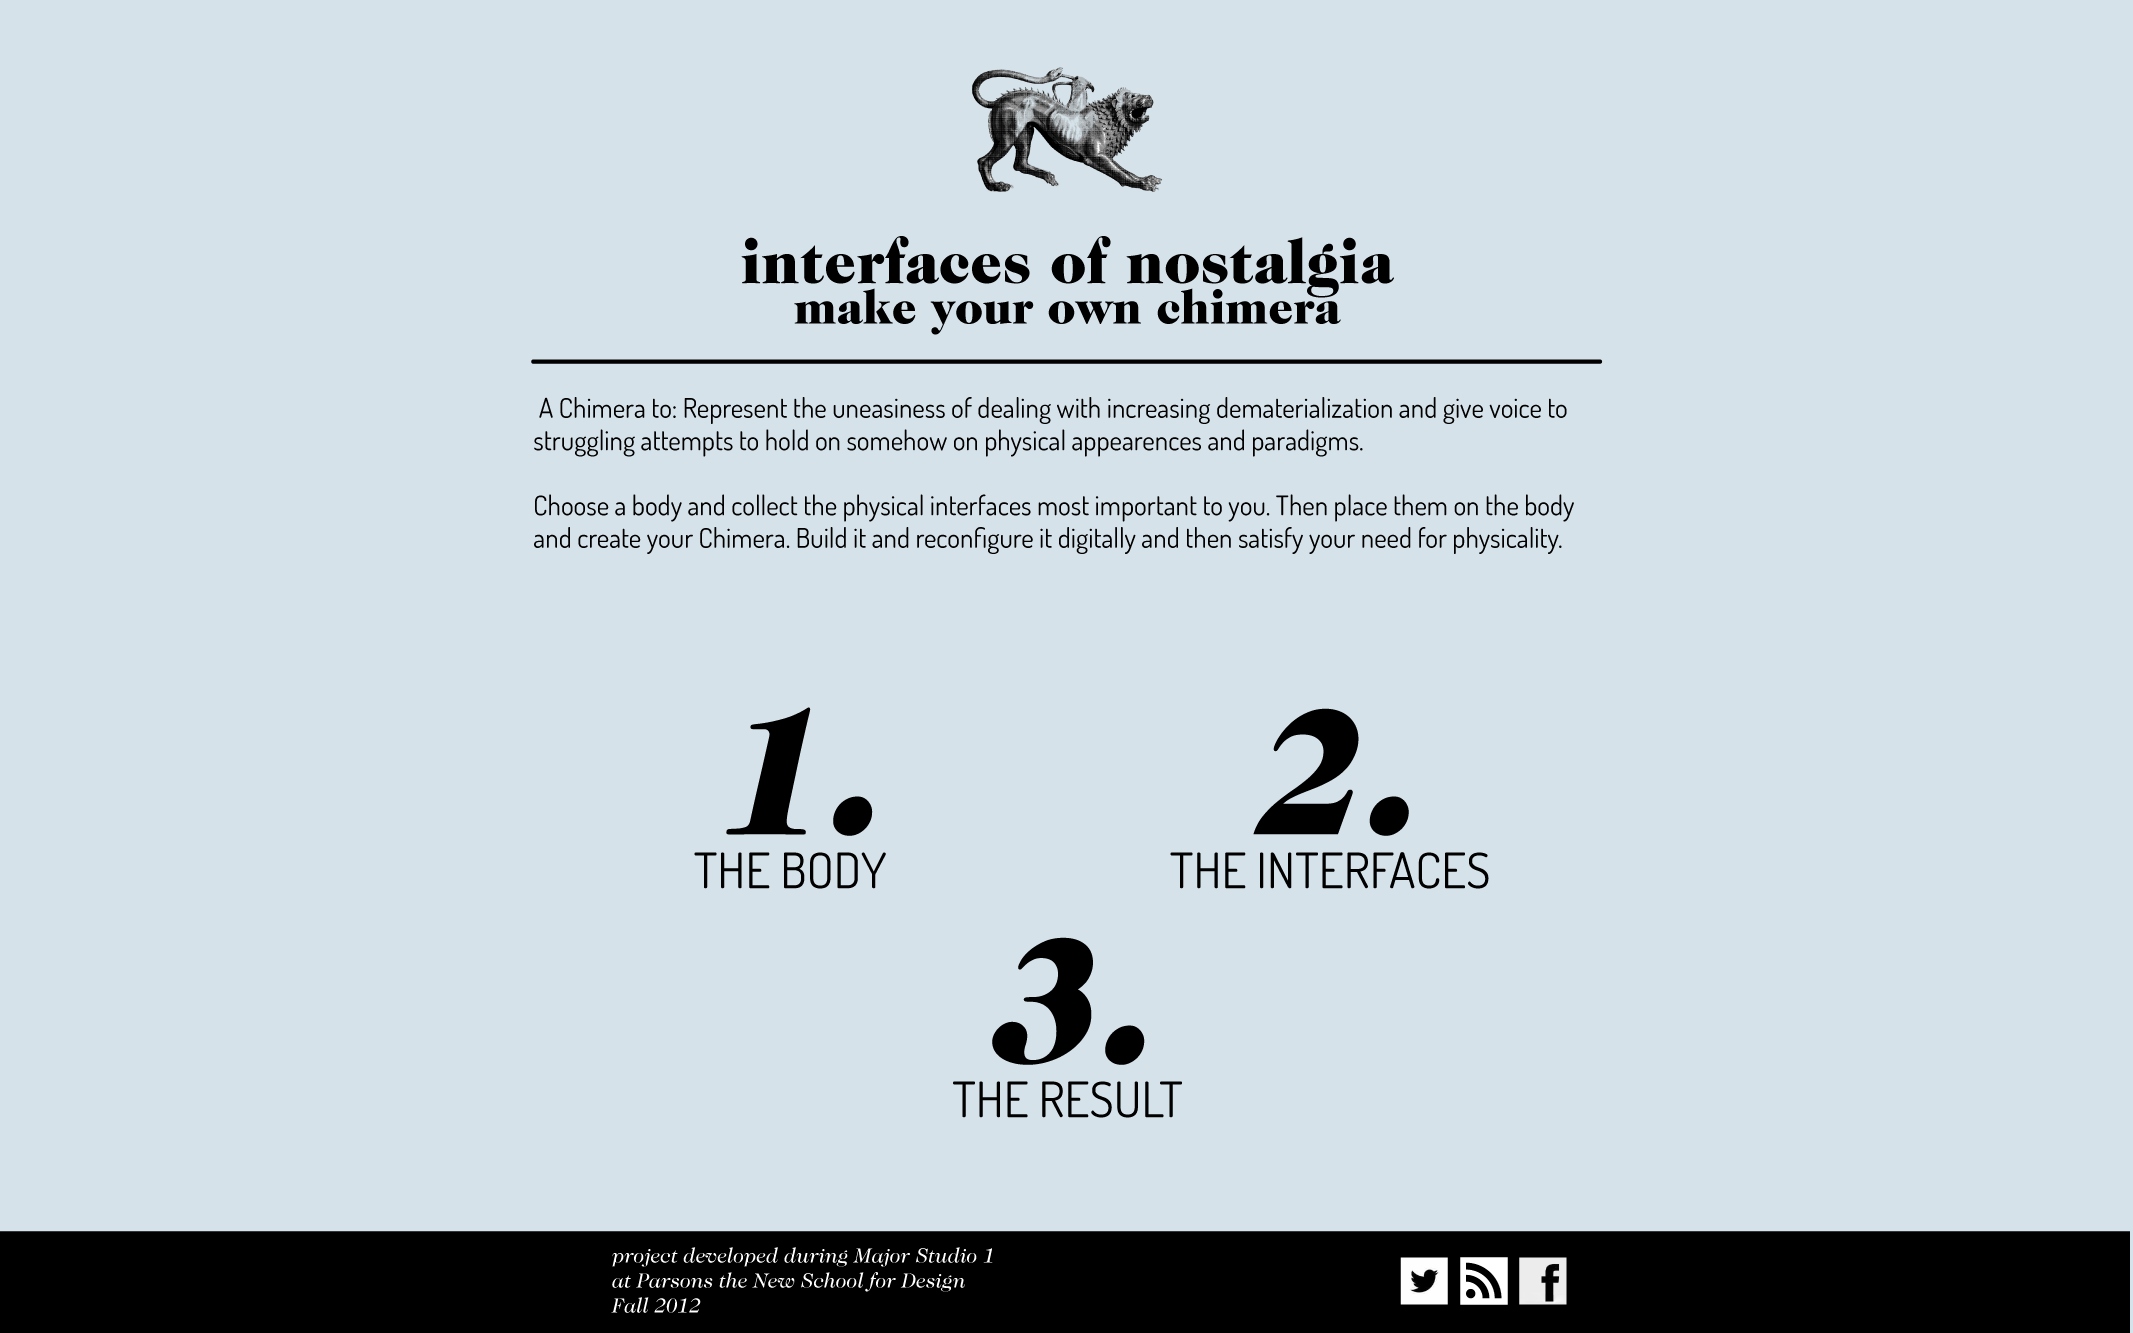 interfaces of nostalgia
make your own chimera
A Chimera to: Represent the uneasiness of dealing with increasing dematerialization and give voice to
struggling attempts to hold on somehow on physical appearences and paradigms.
Choose a body and collect the physical interfaces most important to you. Then place them on the body
and create your Chimera. Build it and reconfigure it digitally and then satisfy your need for physicality.
1.
THE BODY
2.
THE INTERFACES
3.
THE RESULT
project developed during Major Studio 1
at Parsons the New School for Design
Fall 2012